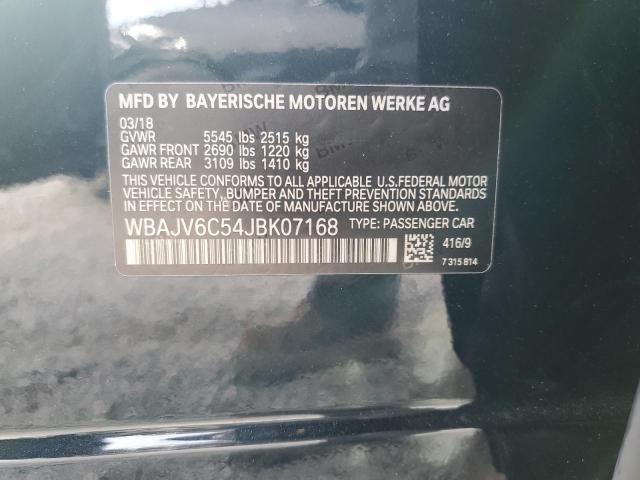 MFD BY BAYERISCHE MOTOREN WERKE AG
03/18
GVWR 5545 lbs 2515 kg
GAWR FRONT 2690 lbs 1220 kg
GAWR REAR 3109 lbs 1410 kg
THIS VEHICLE CONFORMS TO ALL APPLICABLE U.S.FEDERAL MOTOR
VEHICLE SAFETY, BUMPER AND THEFT PREVENTION STANDARDS
IN EFFECT ON THE DATE OF MANUFACTURE SHOWN ABOVE.
WBAJV6C54JBK07168 TYPE: PASSENGER CAR
416/9
7 315 814